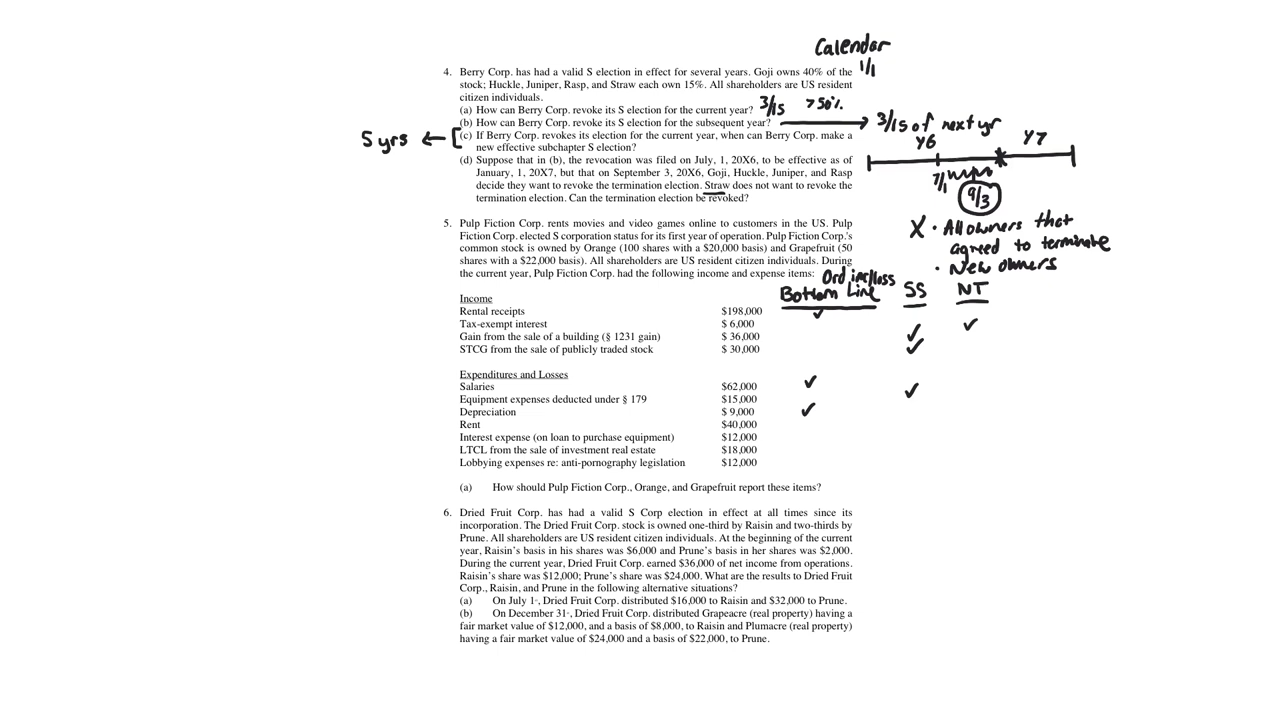 Calendar
1/1
4. Berry Corp. has had a valid S election in effect for several years. Goji owns 40% of the
stock; Huckle, Juniper, Rasp, and Straw each own 15%. All shareholders are US resident
citizen individuals.
(a) How can Berry Corp. revoke its S election for the current year? 3/15 >50%
(b) How can Berry Corp. revoke its S election for the subsequent year? 3/15 of next yr
5 yrs
(c) If Berry Corp. revokes its election for the current year, when can Berry Corp. make a
new effective subchapter S election?
Y6 Y7
(d) Suppose that in (b), the revocation was filed on July, 1, 20X6, to be effective as of
January, 1, 20X7, but that on September 3, 20X6, Goji, Huckle, Juniper, and Rasp
decide they want to revoke the termination election. Straw does not want to revoke the
termination election. Can the termination election be revoked?
7/1
9/3
X • All owners that
agreed to terminate
• New owners
5. Pulp Fiction Corp. rents movies and video games online to customers in the US. Pulp
Fiction Corp. elected S corporation status for its first year of operation. Pulp Fiction Corp.'s
common stock is owned by Orange (100 shares with a $20,000 basis) and Grapefruit (50
shares with a $22,000 basis). All shareholders are US resident citizen individuals. During
the current year, Pulp Fiction Corp. had the following income and expense items:
Ord inc/loss
Bottom Line SS NT
Income
Rental receipts $198,000 ✓
Tax-exempt interest $ 6,000 ✓
Gain from the sale of a building (§ 1231 gain) $ 36,000 ✓
STCG from the sale of publicly traded stock $ 30,000 ✓
Expenditures and Losses
Salaries $62,000 ✓
Equipment expenses deducted under § 179 $15,000 ✓
Depreciation $ 9,000 ✓
Rent $40,000
Interest expense (on loan to purchase equipment) $12,000
LTCL from the sale of investment real estate $18,000
Lobbying expenses re: anti-pornography legislation $12,000
(a) How should Pulp Fiction Corp., Orange, and Grapefruit report these items?
6. Dried Fruit Corp. has had a valid S Corp election in effect at all times since its
incorporation. The Dried Fruit Corp. stock is owned one-third by Raisin and two-thirds by
Prune. All shareholders are US resident citizen individuals. At the beginning of the current
year, Raisin's basis in his shares was $6,000 and Prune's basis in her shares was $2,000.
During the current year, Dried Fruit Corp. earned $36,000 of net income from operations.
Raisin's share was $12,000; Prune's share was $24,000. What are the results to Dried Fruit
Corp., Raisin, and Prune in the following alternative situations?
(a) On July 1-, Dried Fruit Corp. distributed $16,000 to Raisin and $32,000 to Prune.
(b) On December 31-, Dried Fruit Corp. distributed Grapeacre (real property) having a
fair market value of $12,000, and a basis of $8,000, to Raisin and Plumacre (real property)
having a fair market value of $24,000 and a basis of $22,000, to Prune.